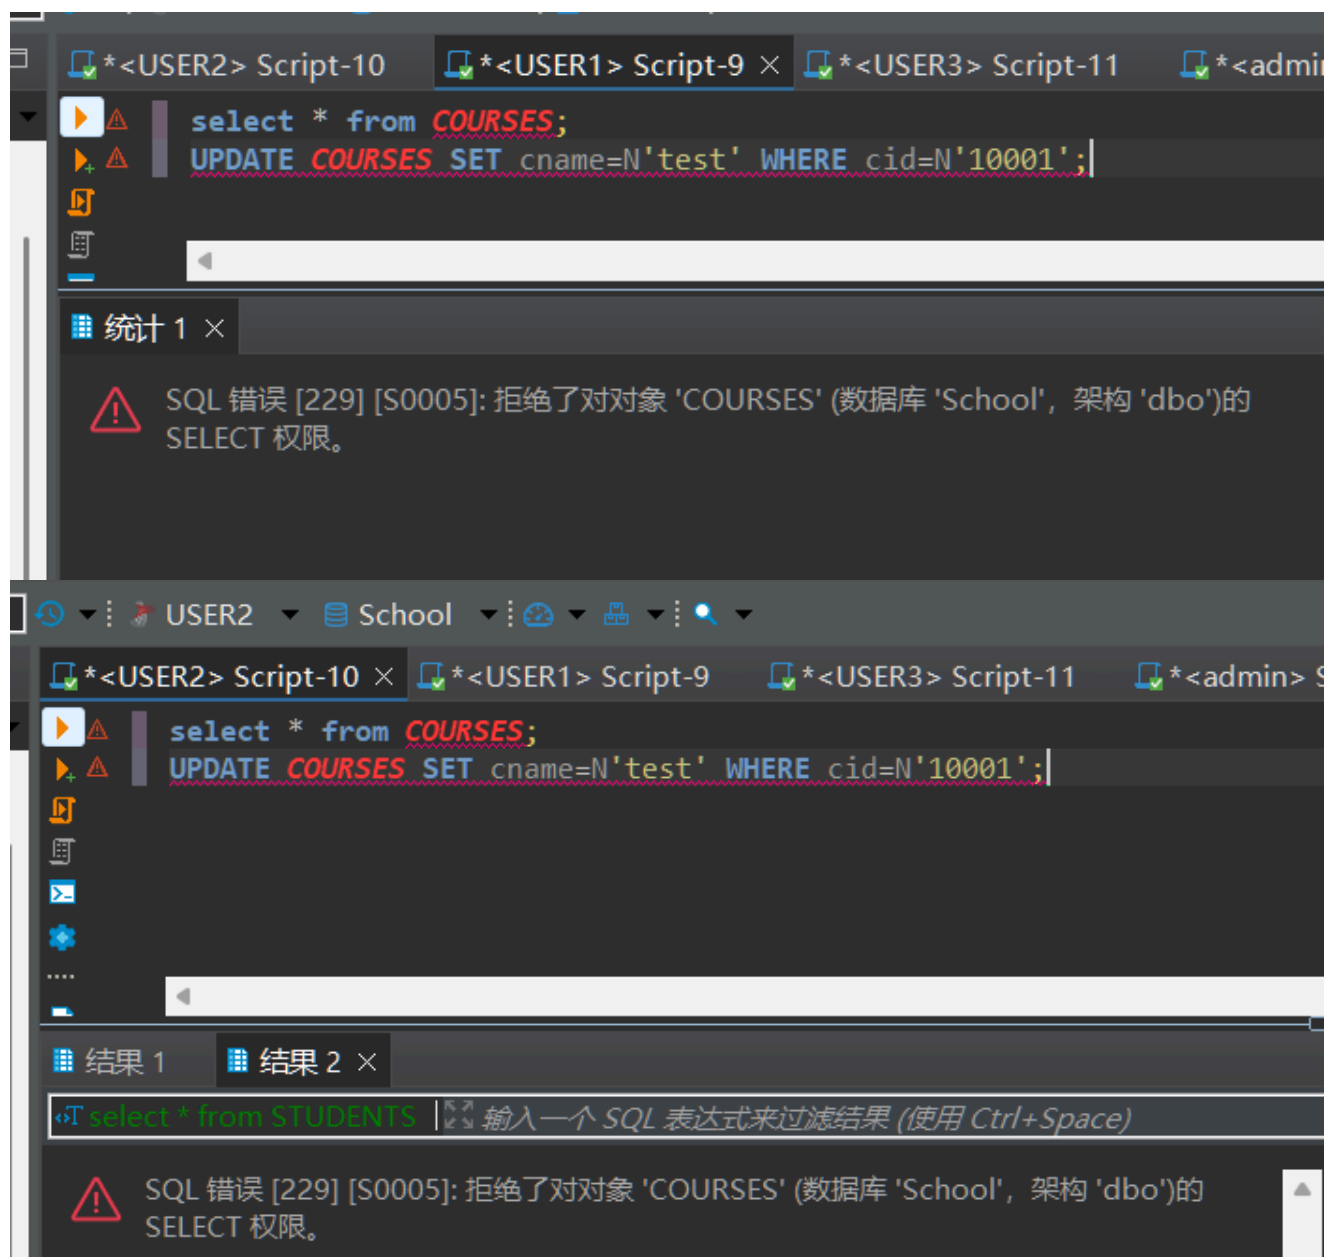 *<USER2> Script-10 *<USER1> Script-9 *<USER3> Script-11 *<admin
select * from COURSES;
UPDATE COURSES SET cname=N'test' WHERE cid=N'10001';
统计 1
SQL 错误 [229] [S0005]: 拒绝了对对象 'COURSES' (数据库 'School'，架构 'dbo')的
SELECT 权限。
USER2 School
*<USER2> Script-10 *<USER1> Script-9 *<USER3> Script-11 *<admin> S
select * from COURSES;
UPDATE COURSES SET cname=N'test' WHERE cid=N'10001';
结果 1 结果 2
select * from STUDENTS 输入一个 SQL 表达式来过滤结果 (使用 Ctrl+Space)
SQL 错误 [229] [S0005]: 拒绝了对对象 'COURSES' (数据库 'School'，架构 'dbo')的
SELECT 权限。